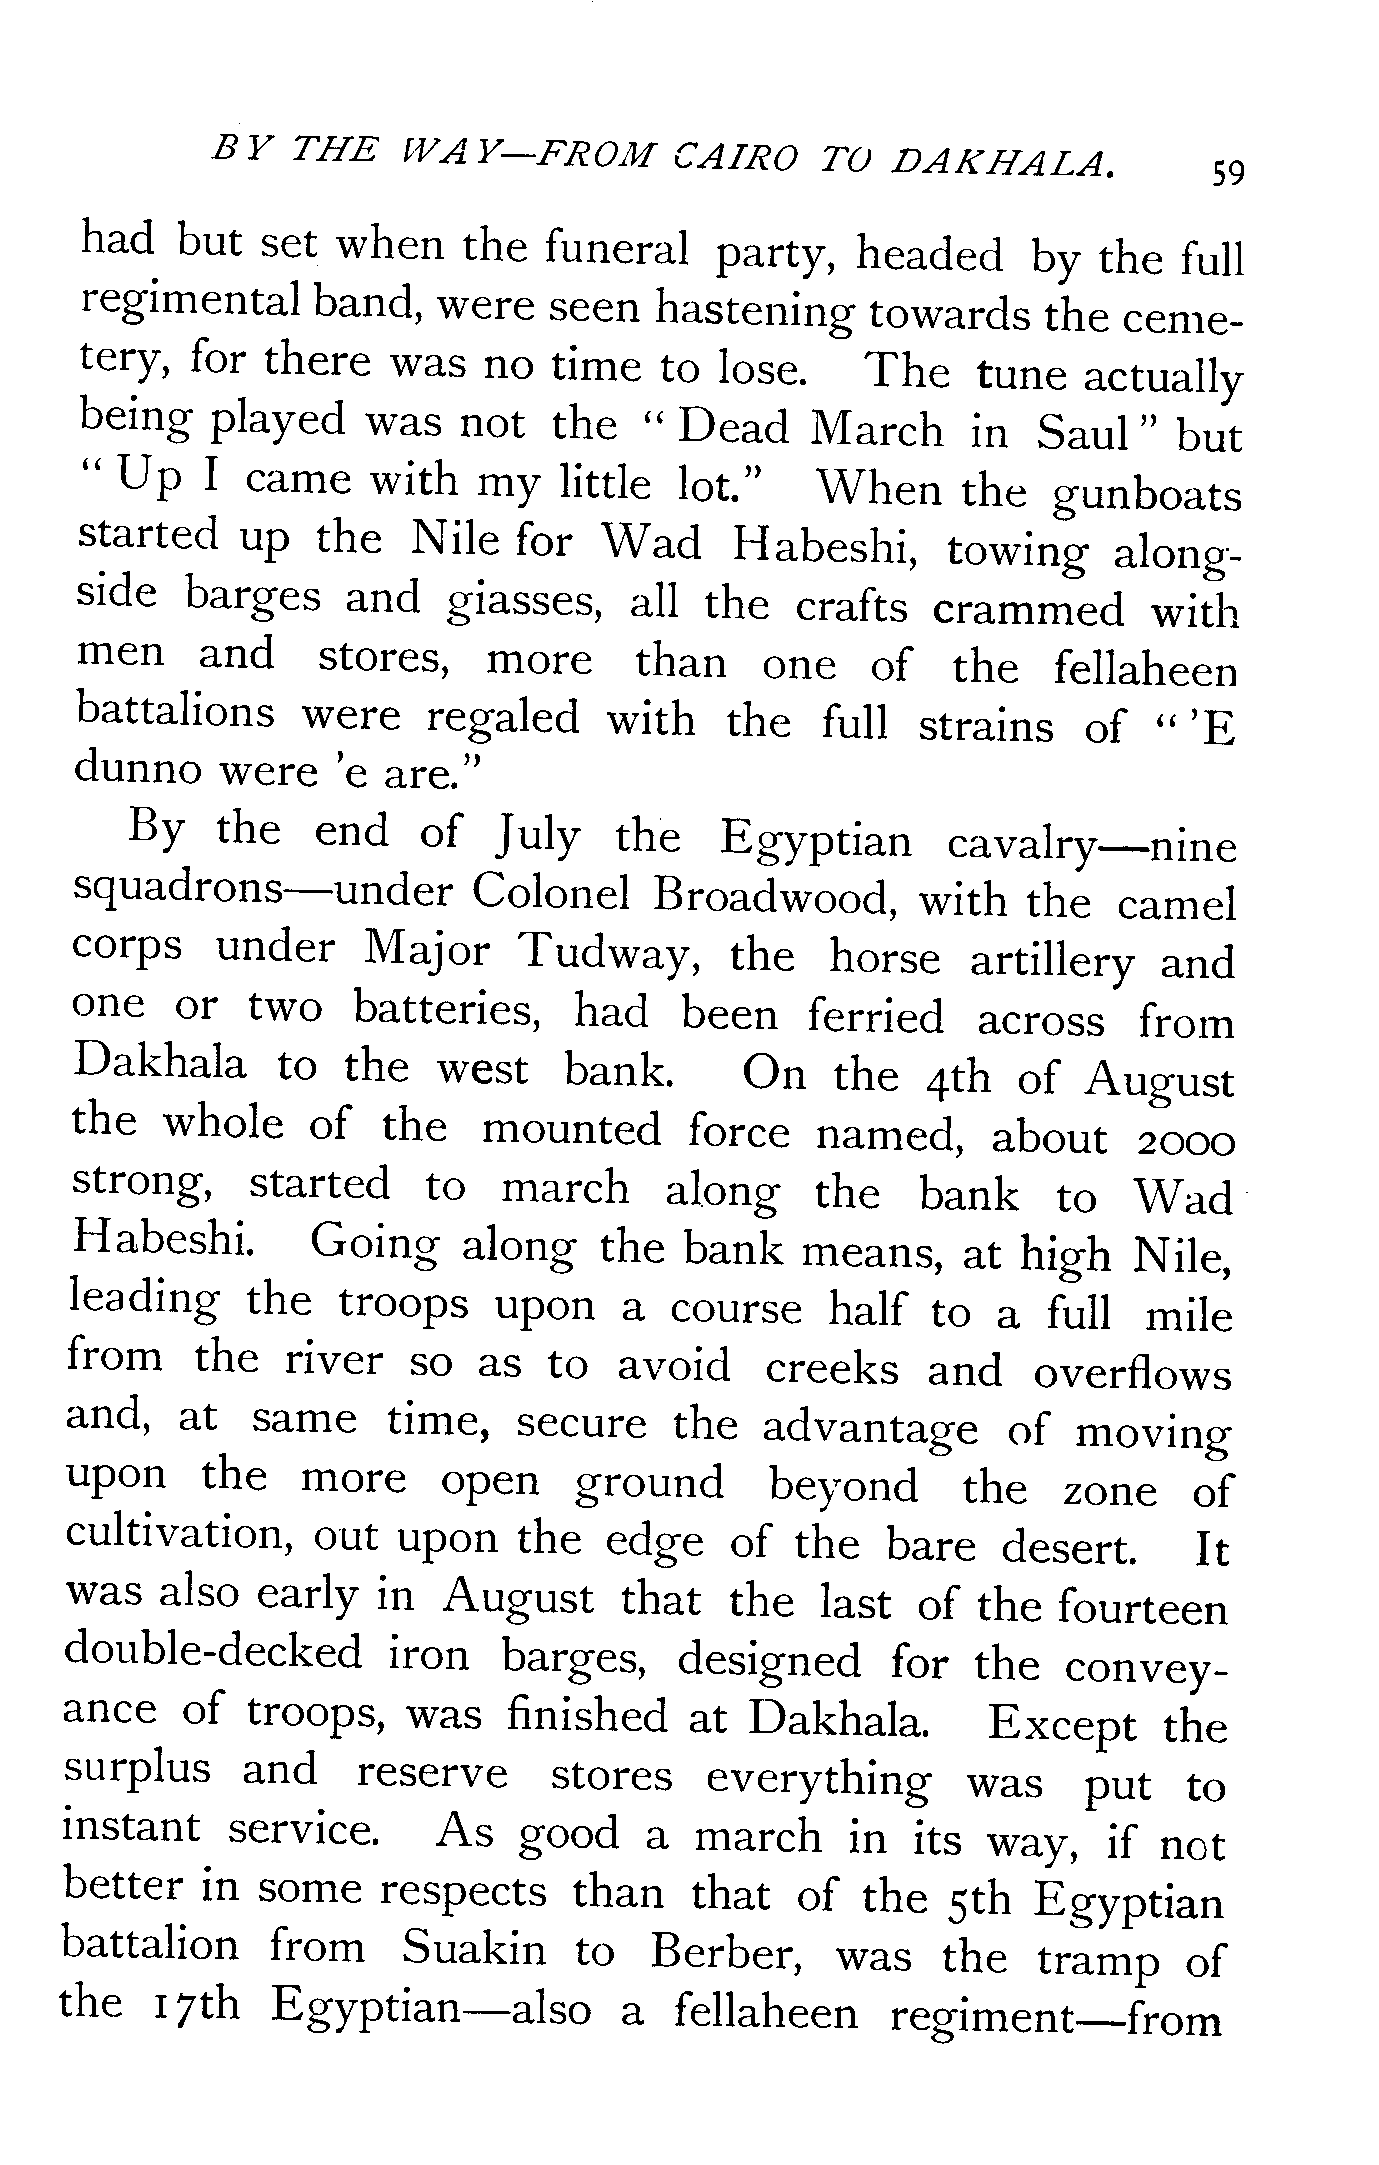 BY THE WAY—FROM CAIRO TO DAKHALA. 59
had but set when the funeral party, headed by the full
regimental band, were seen hastening towards the ceme-
tery, for there was no time to lose. The tune actually
being played was not the “ Dead March in Saul ” but
“ Up I came with my little lot.” When the gunboats
started up the Nile for Wad Habeshi, towing along-
side barges and giasses, all the crafts crammed with
men and stores, more than one of the fellaheen
battalions were regaled with the full strains of “ ’E
dunno were ’e are.”
By the end of July the Egyptian cavalry—nine
squadrons—under Colonel Broadwood, with the camel
corps under Major Tudway, the horse artillery and
one or two batteries, had been ferried across from
Dakhala to the west bank. On the 4th of August
the whole of the mounted force named, about 2000
strong, started to march along the bank to Wad
Habeshi. Going along the bank means, at high Nile,
leading the troops upon a course half to a full mile
from the river so as to avoid creeks and overflows
and, at same time, secure the advantage of moving
upon the more open ground beyond the zone of
cultivation, out upon the edge of the bare desert. It
was also early in August that the last of the fourteen
double-decked iron barges, designed for the convey-
ance of troops, was finished at Dakhala. Except the
surplus and reserve stores everything was put to
instant service. As good a march in its way, if not
better in some respects than that of the 5th Egyptian
battalion from Suakin to Berber, was the tramp of
the 17th Egyptian—also a fellaheen regiment—from